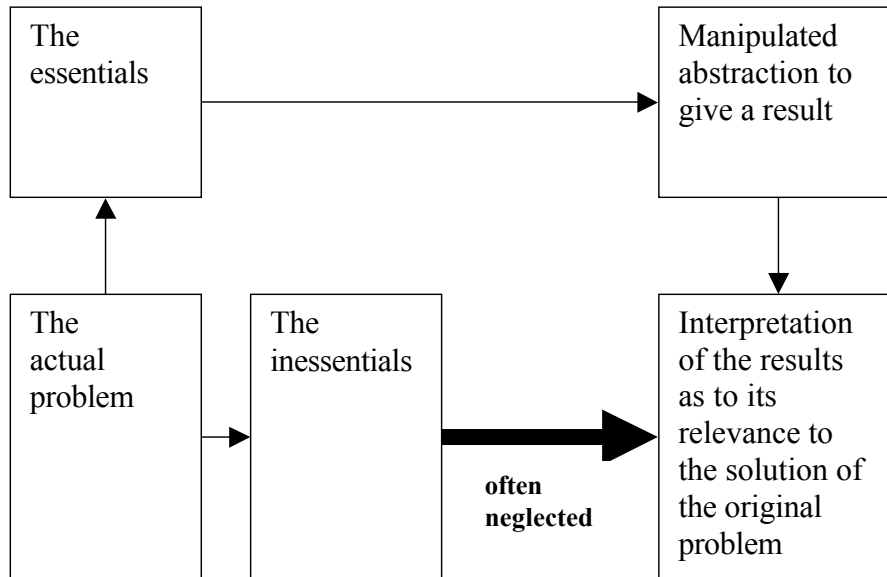 The
essentials
Manipulated
abstraction to
give a result
The
actual
problem
The
inessentials
often
neglected
Interpretation
of the results
as to its
relevance to
the solution of
the original
problem